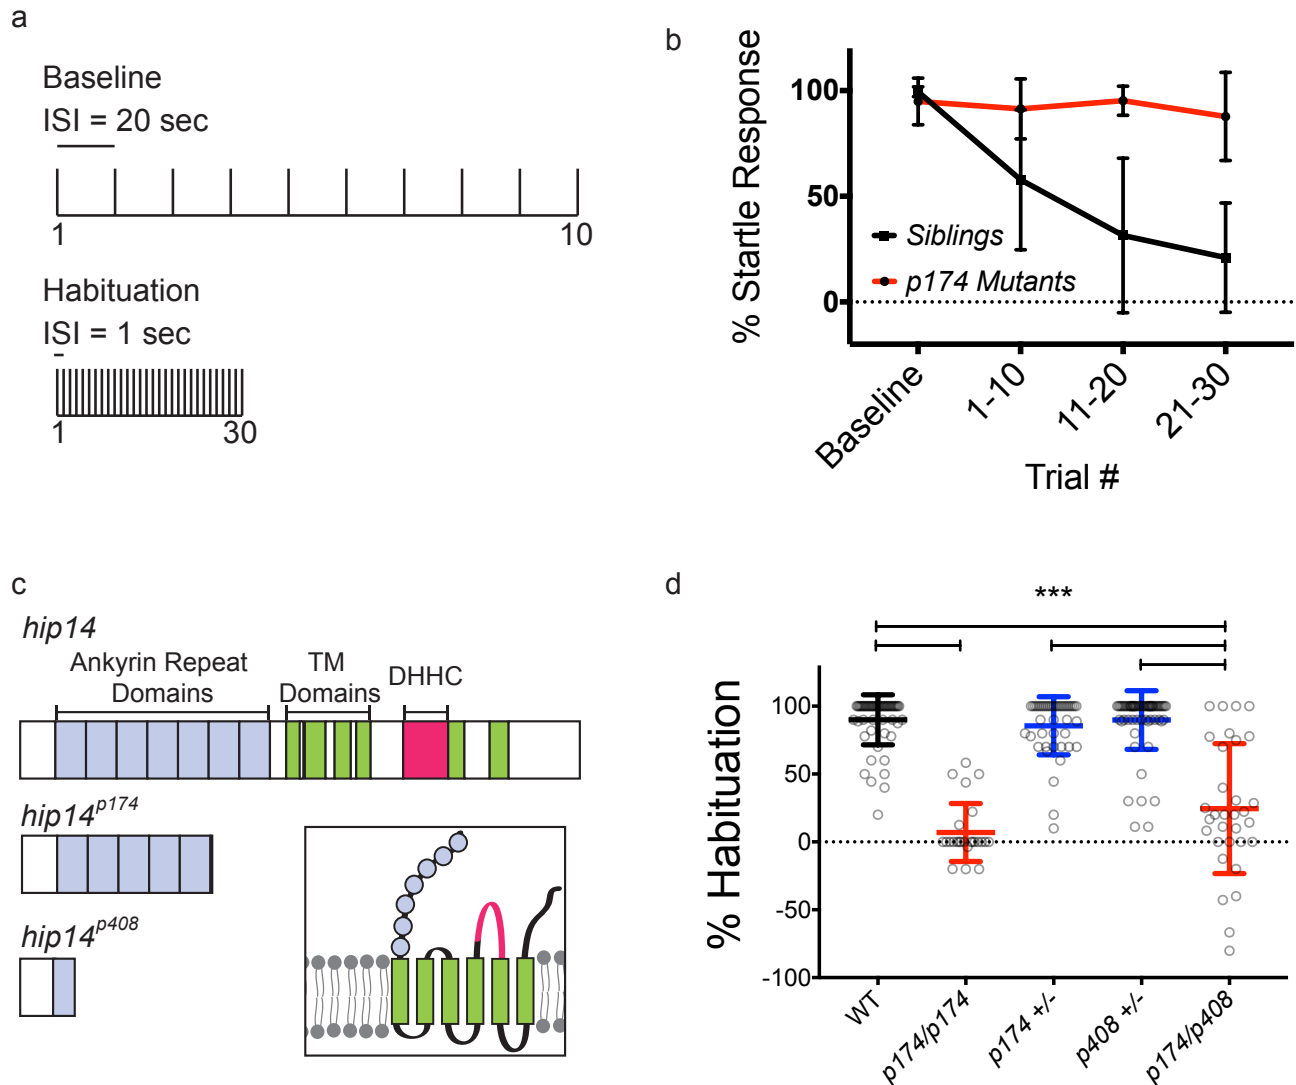 a
Baseline
ISI = 20 sec
1 10
Habituation
ISI = 1 sec
1 30
b
% Startle Response
100
50
0
Siblings
p174 Mutants
Baseline
1-10
11-20
21-30
Trial #
c
hip14
Ankyrin Repeat
Domains
TM
Domains
DHHC
hip14p174
hip14p408
d
***
% Habituation
100
50
0
-50
-100
WT
p174/p174
p174 +/-
p408 +/-
p174/p408